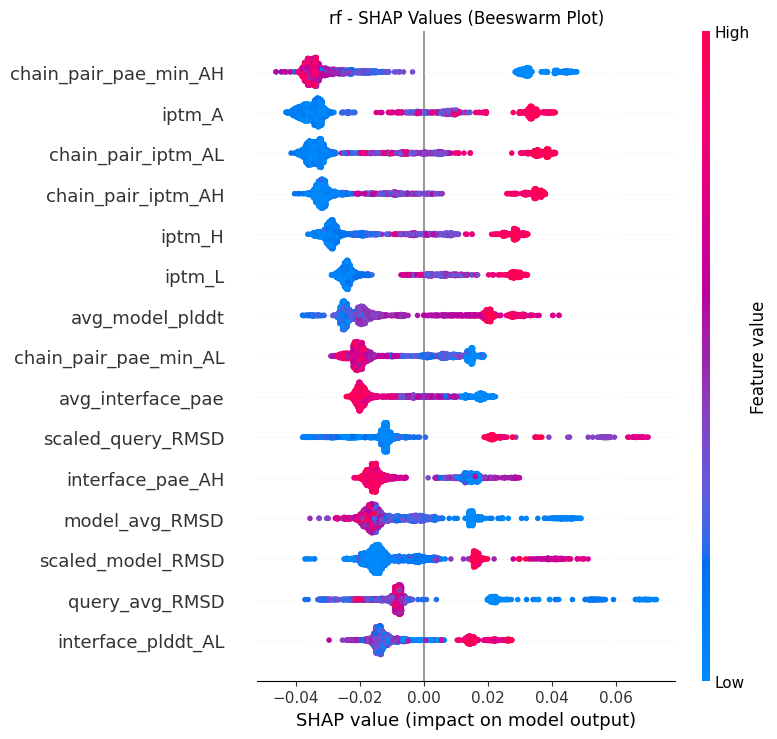 rf - SHAP Values (Beeswarm Plot)
High
chain_pair_pae_min_AH
iptm_A
chain_pair_iptm_AL
chain_pair_iptm_AH
iptm_H
iptm_L
avg_model_plddt
chain_pair_pae_min_AL
avg_interface_pae
scaled_query_RMSD
interface_pae_AH
model_avg_RMSD
scaled_model_RMSD
query_avg_RMSD
interface_plddt_AL
Feature value
Low
−0.04 −0.02 0.00 0.02 0.04 0.06
SHAP value (impact on model output)